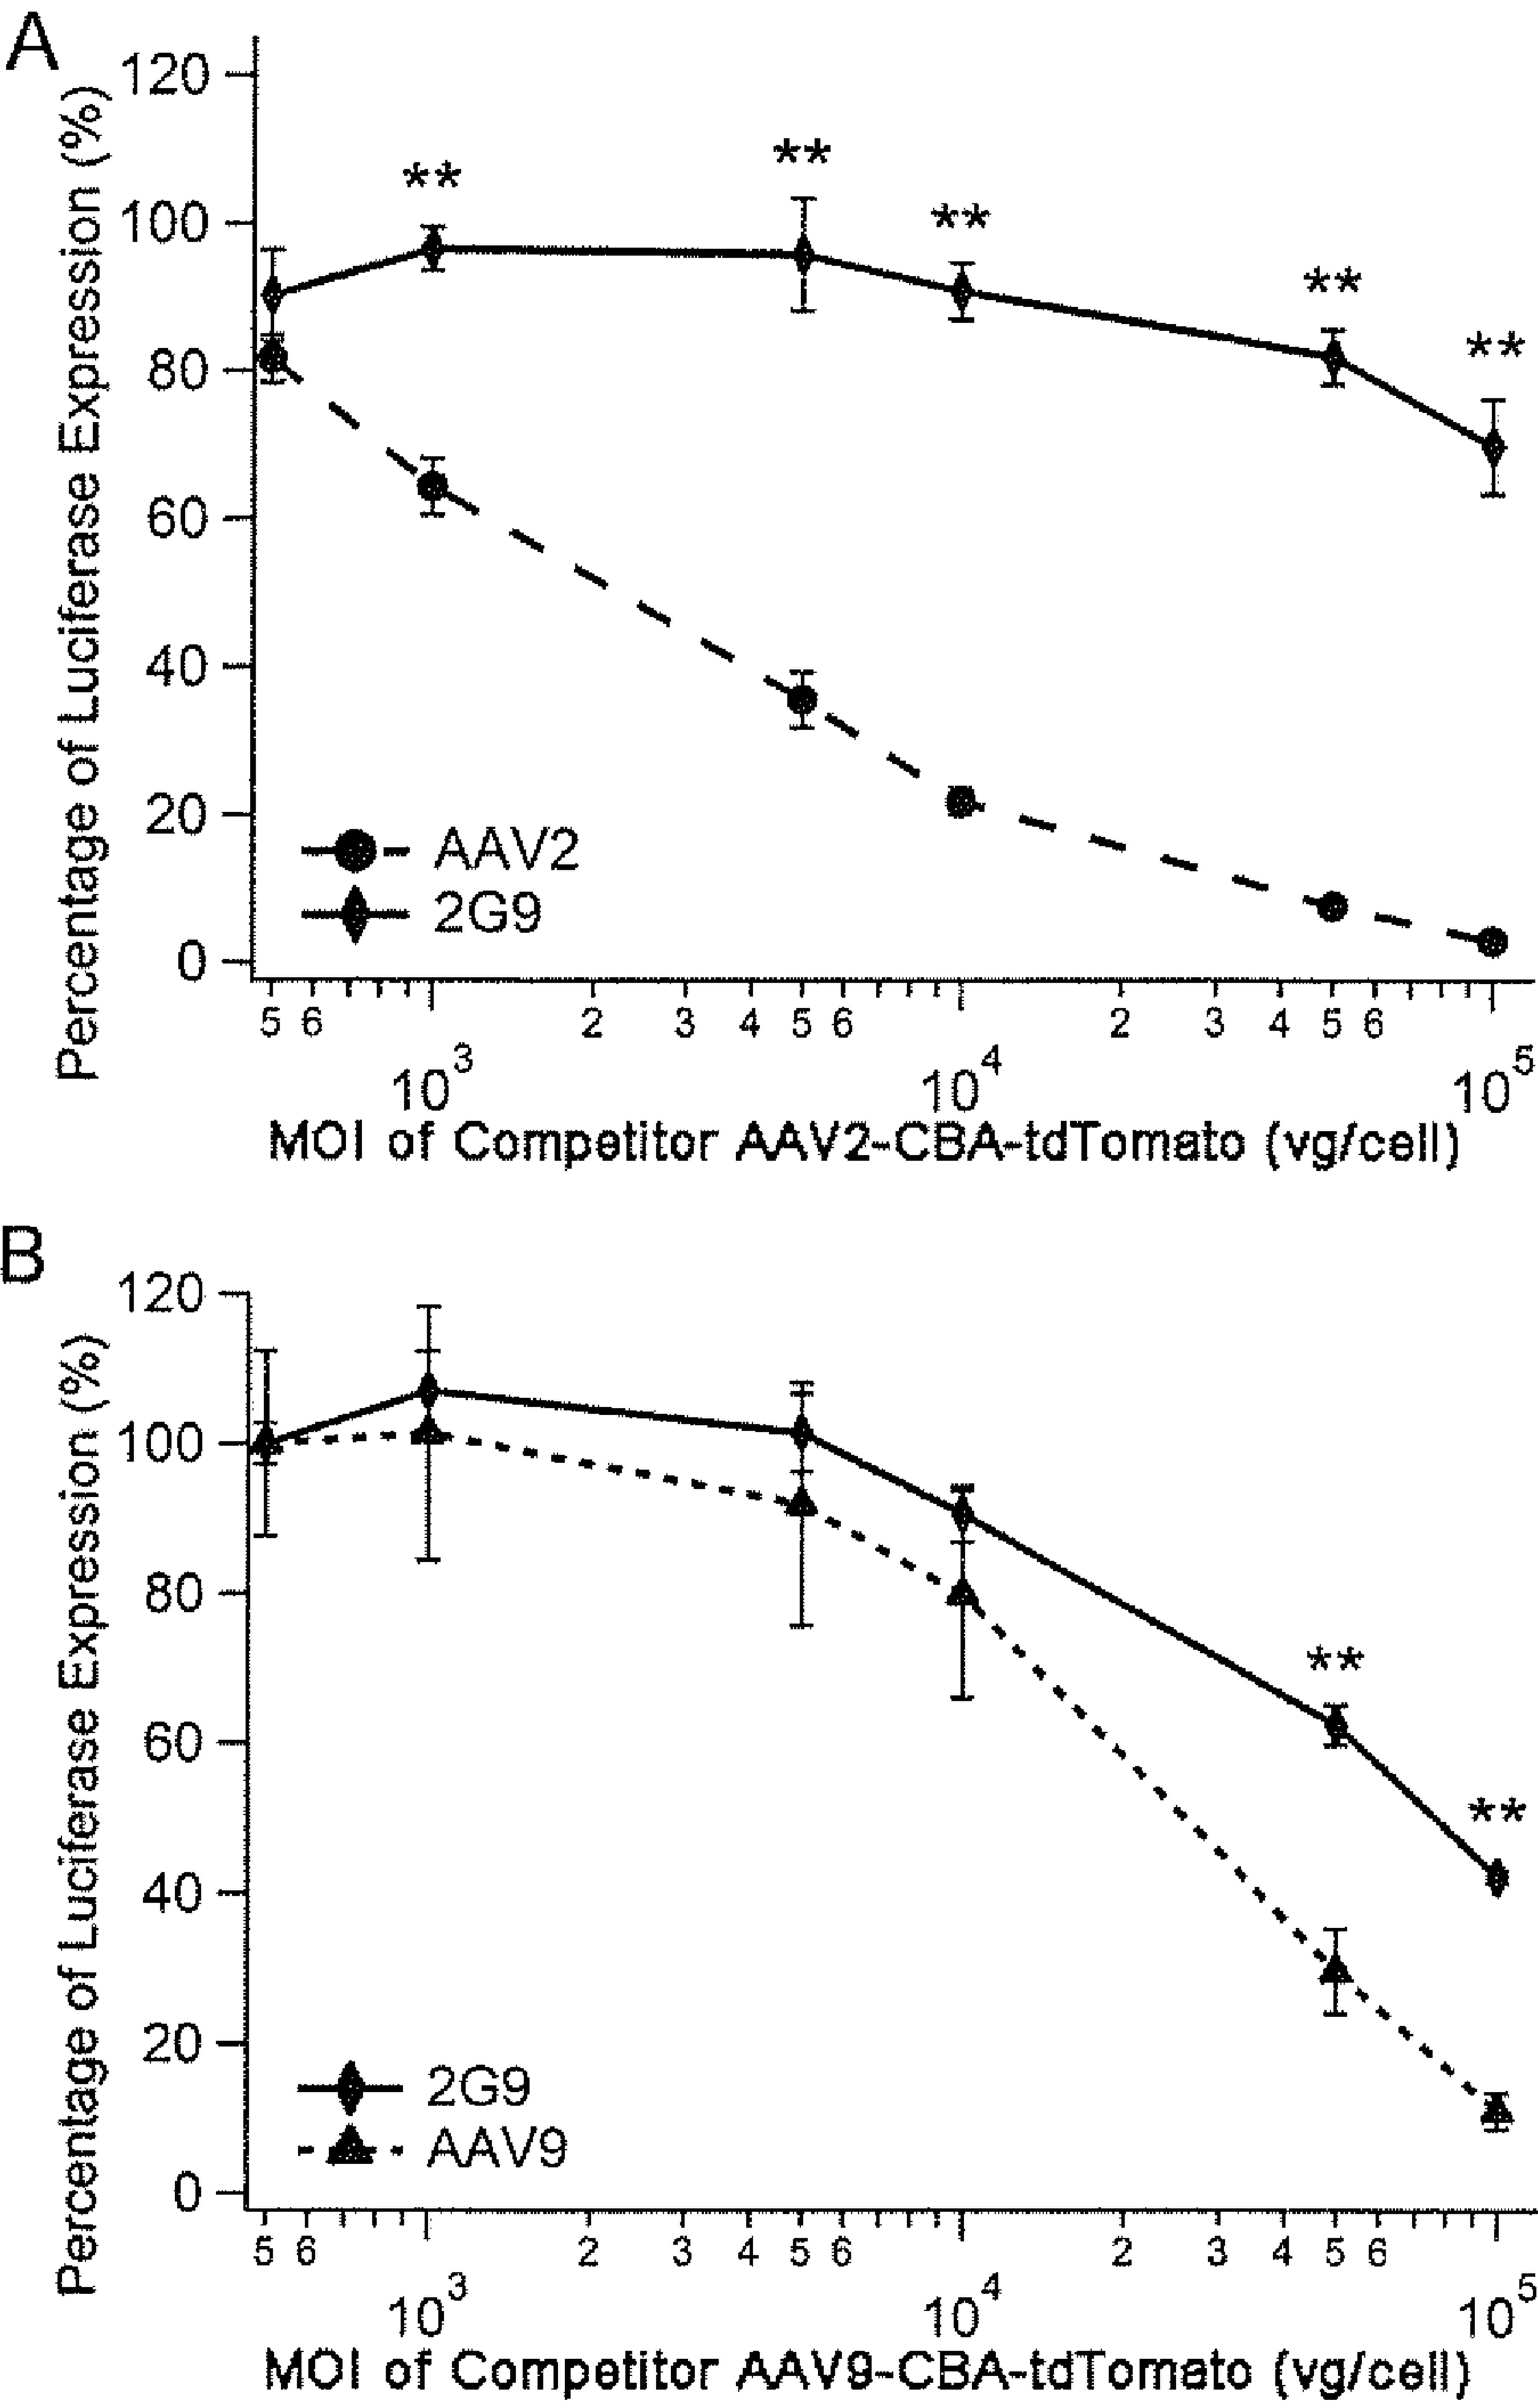 A
Percentage of Luciferase Expression (%)
120
100
80
60
40
20
0
**
**
**
**
**
AAV2
2G9
5 6 2 3 4 5 6 2 3 4 5 6
10^3 10^4 10^5
MOI of Competitor AAV2-CBA-tdTomato (vg/cell)
B
Percentage of Luciferase Expression (%)
120
100
80
60
40
20
0
**
**
2G9
AAV9
5 6 2 3 4 5 6 2 3 4 5 6
10^3 10^4 10^5
MOI of Competitor AAV9-CBA-tdTomato (vg/cell)